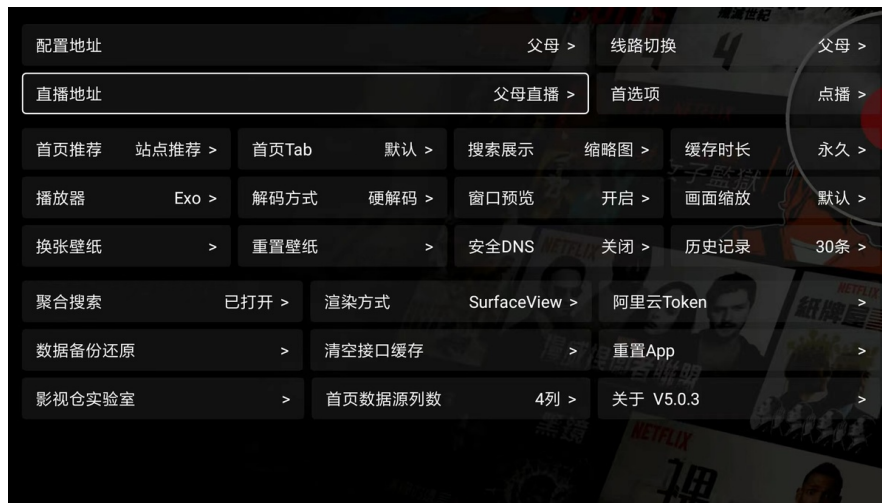 配置地址 父母 > 线路切换 父母 >
直播地址 父母直播 > 首选项 点播 >
首页推荐 站点推荐 > 首页Tab 默认 > 搜索展示 缩略图 > 缓存时长 永久 >
播放器 Exo > 解码方式 硬解码 > 窗口预览 开启 > 画面缩放 默认 >
换张壁纸 > 重置壁纸 > 安全DNS 关闭 > 历史记录 30条 >
聚合搜索 已打开 > 渲染方式 SurfaceView > 阿里云Token >
数据备份还原 > 清空接口缓存 > 重置App >
影视仓实验室 > 首页数据源列数 4列 > 关于 V5.0.3 >
NETFLIX
黑镜
NETFLIX